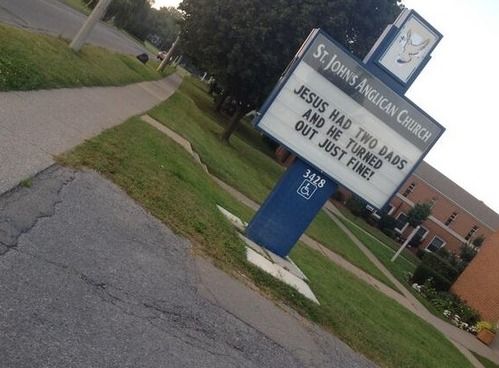 ST. JOHN'S ANGLICAN CHURCH
JESUS HAD TWO DADS
AND HE TURNED
OUT JUST FINE!
3428